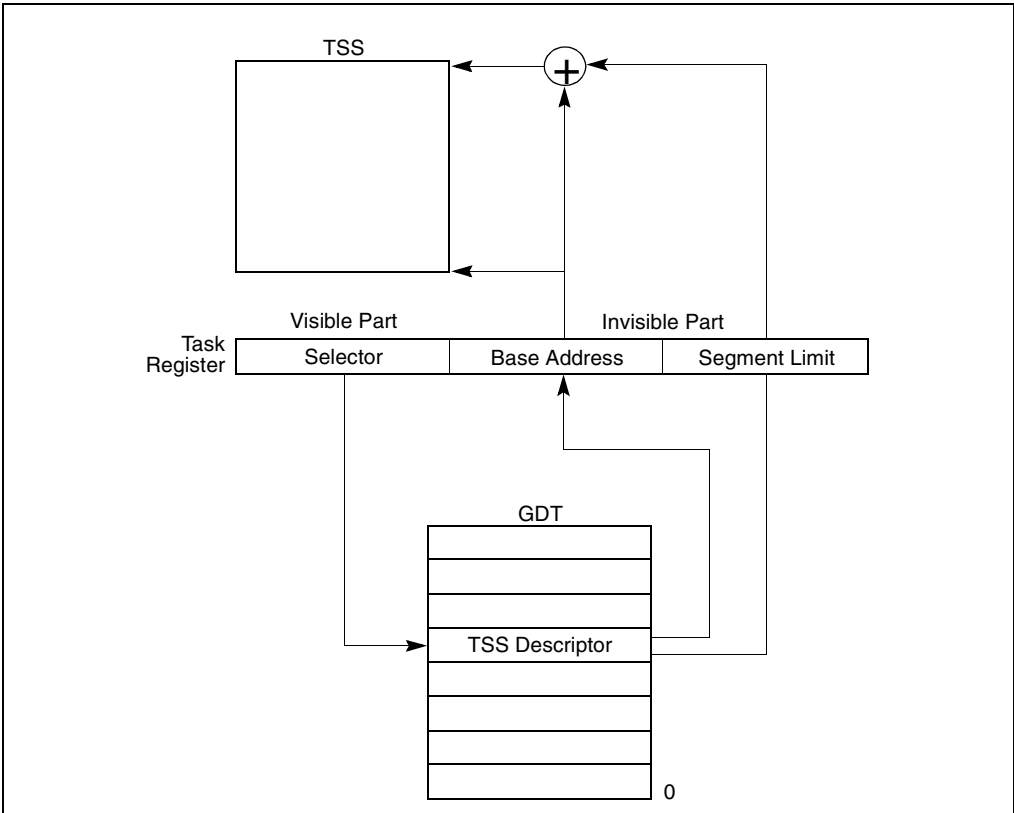 TSS
+
Visible Part
Invisible Part
Task
Register
Selector
Base Address
Segment Limit
GDT
TSS Descriptor
0